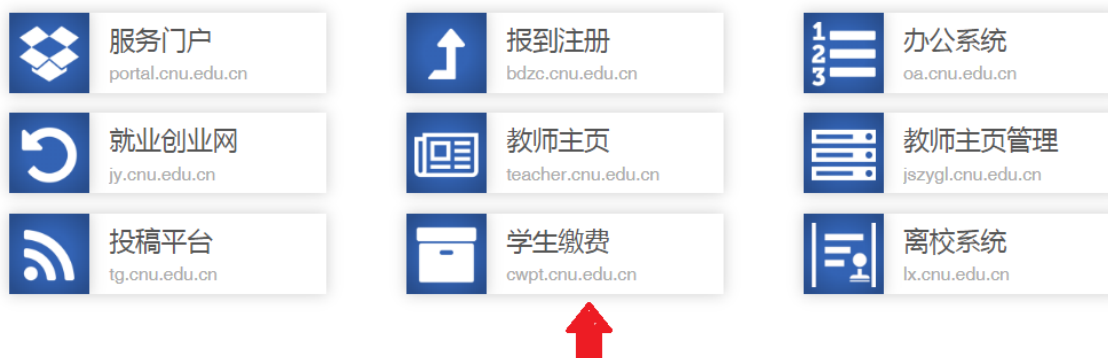 服务门户
portal.cnu.edu.cn
报到注册
bdzc.cnu.edu.cn
1
2
3
办公系统
oa.cnu.edu.cn
就业创业网
jy.cnu.edu.cn
教师主页
teacher.cnu.edu.cn
教师主页管理
jszygl.cnu.edu.cn
投稿平台
tg.cnu.edu.cn
学生缴费
cwpt.cnu.edu.cn
离校系统
lx.cnu.edu.cn